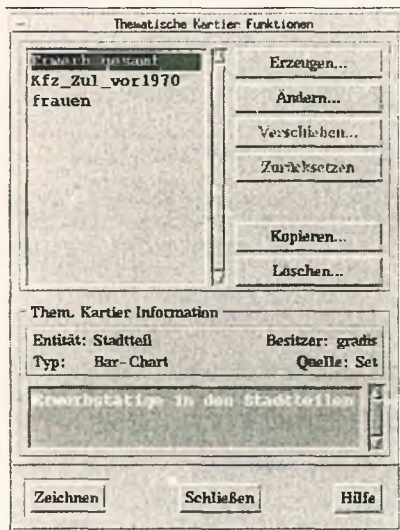 Thematische Kartier Funktionen
Erwerb gesamt
Kfz_Zul_vor1970
frauen
Erzeugen...
Ändern...
Verschieben...
Zurücksetzen
Kopieren...
Löschen...
Them. Kartier Information
Entität: Stadtteil Besitzer: gradis
Typ: Bar-Chart Quelle: Set
Erwerbstätige in den Stadtteilen
Zeichnen Schließen Hilfe